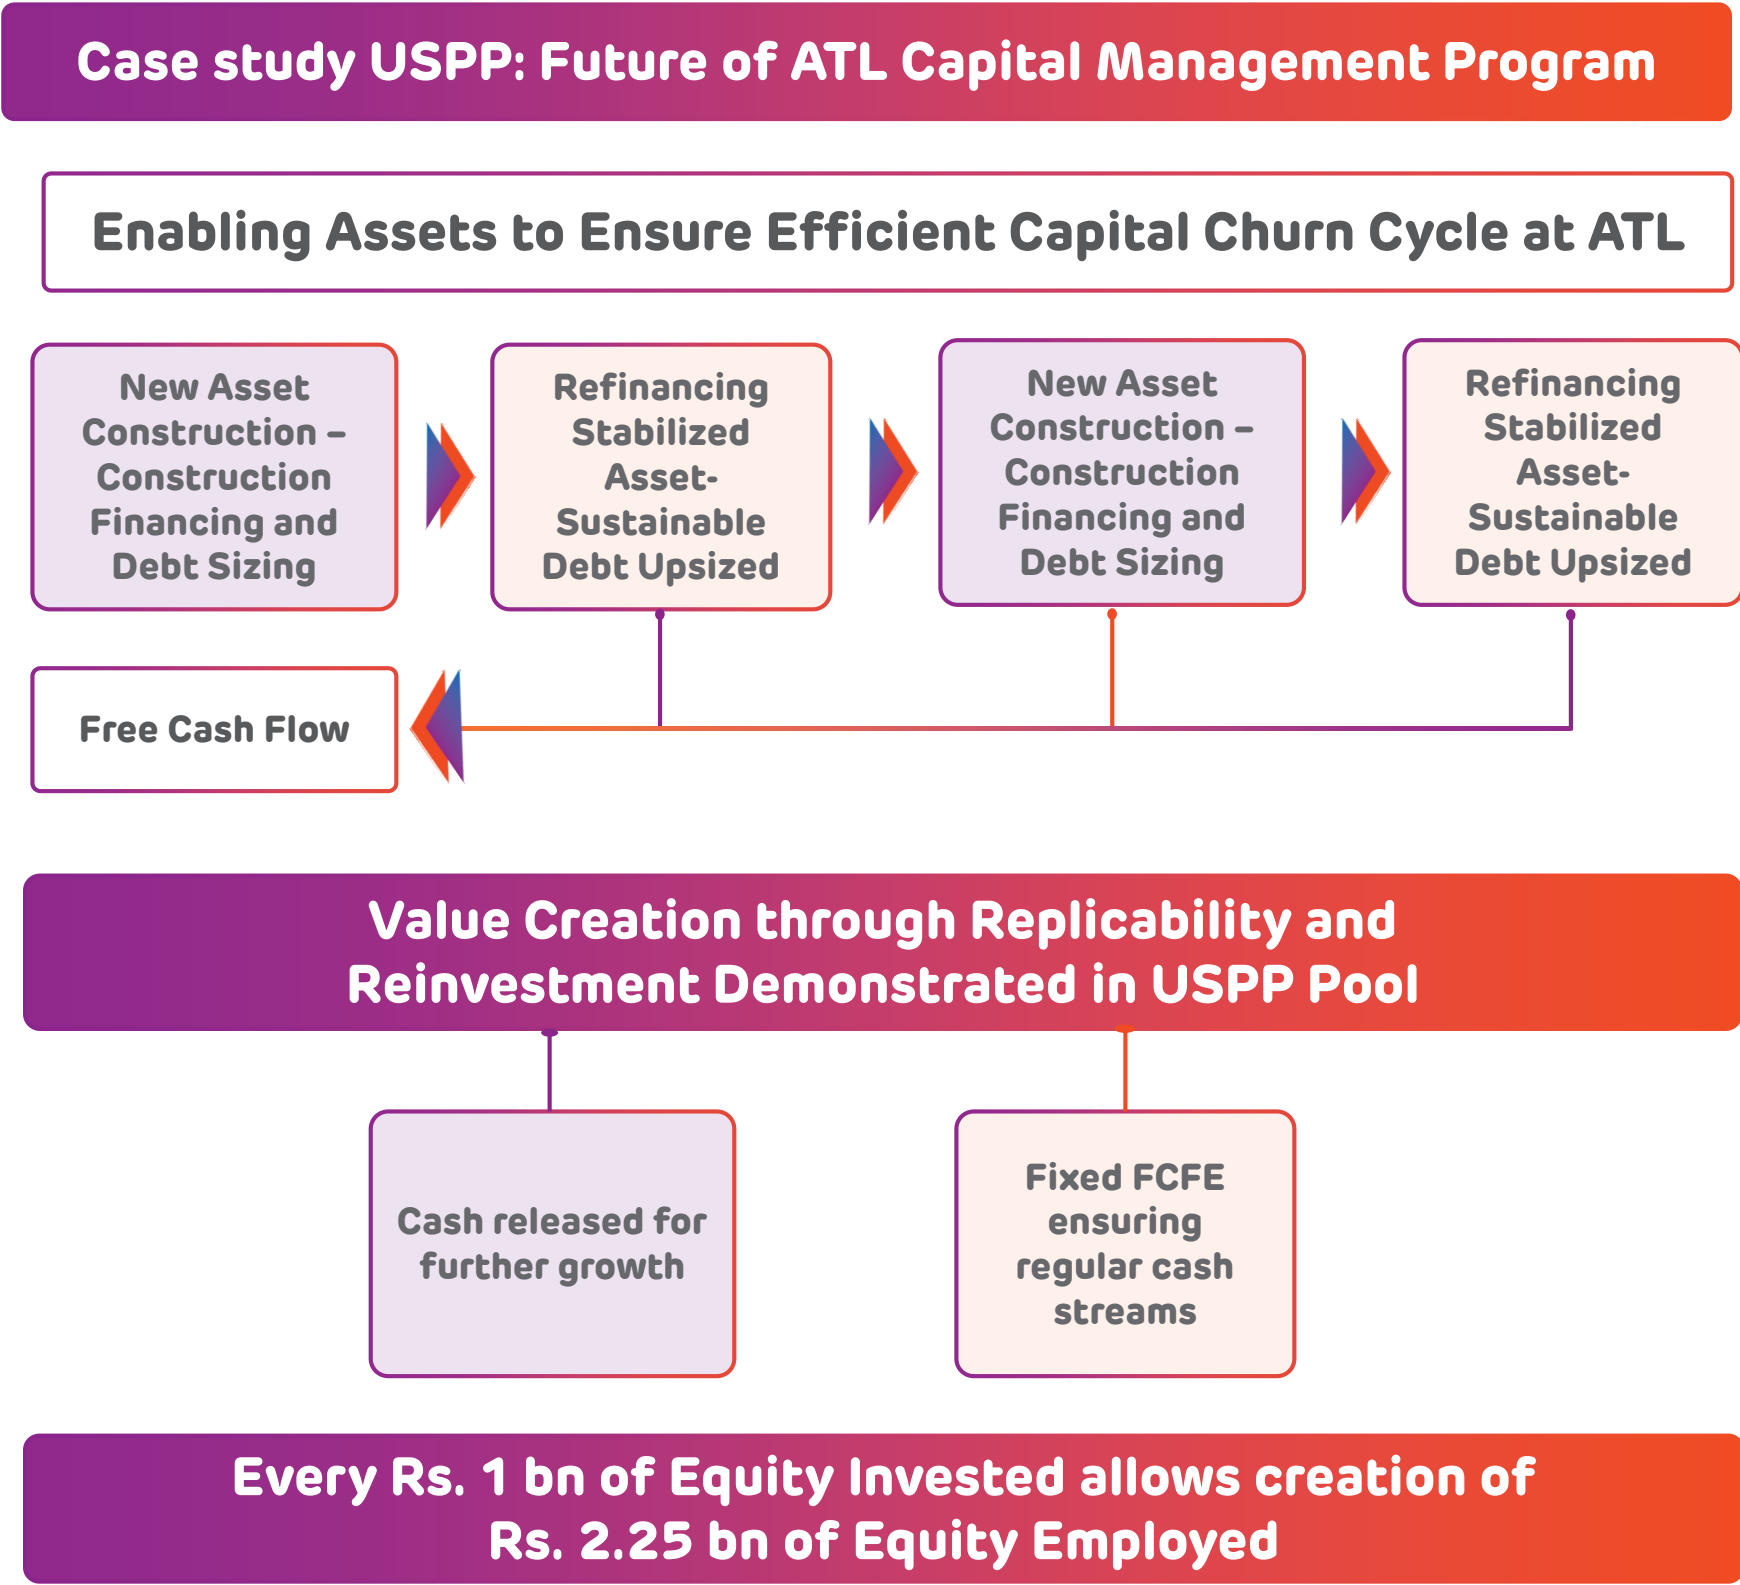 Case study USPP: Future of ATL Capital Management Program
Enabling Assets to Ensure Efficient Capital Churn Cycle at ATL
New Asset
Construction –
Construction
Financing and
Debt Sizing
Refinancing
Stabilized
Asset-
Sustainable
Debt Upsized
New Asset
Construction –
Construction
Financing and
Debt Sizing
Refinancing
Stabilized
Asset-
Sustainable
Debt Upsized
Free Cash Flow
Value Creation through Replicability and
Reinvestment Demonstrated in USPP Pool
Cash released for
further growth
Fixed FCFE
ensuring
regular cash
streams
Every Rs. 1 bn of Equity Invested allows creation of
Rs. 2.25 bn of Equity Employed